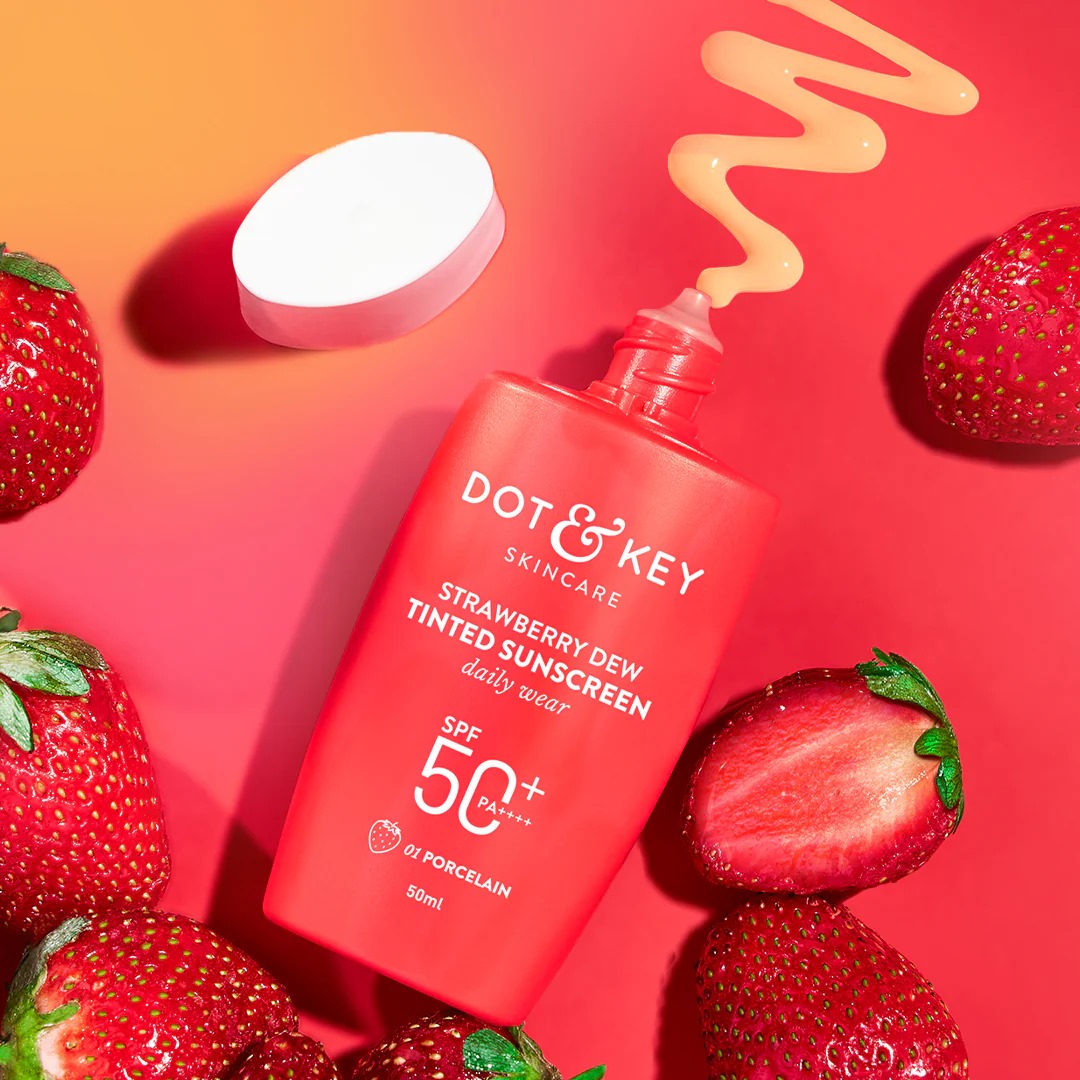 DOT & KEY
SKINCARE
STRAWBERRY DEW
TINTED SUNSCREEN
daily wear
SPF
50+
PA++++
01 PORCELAIN
50ml